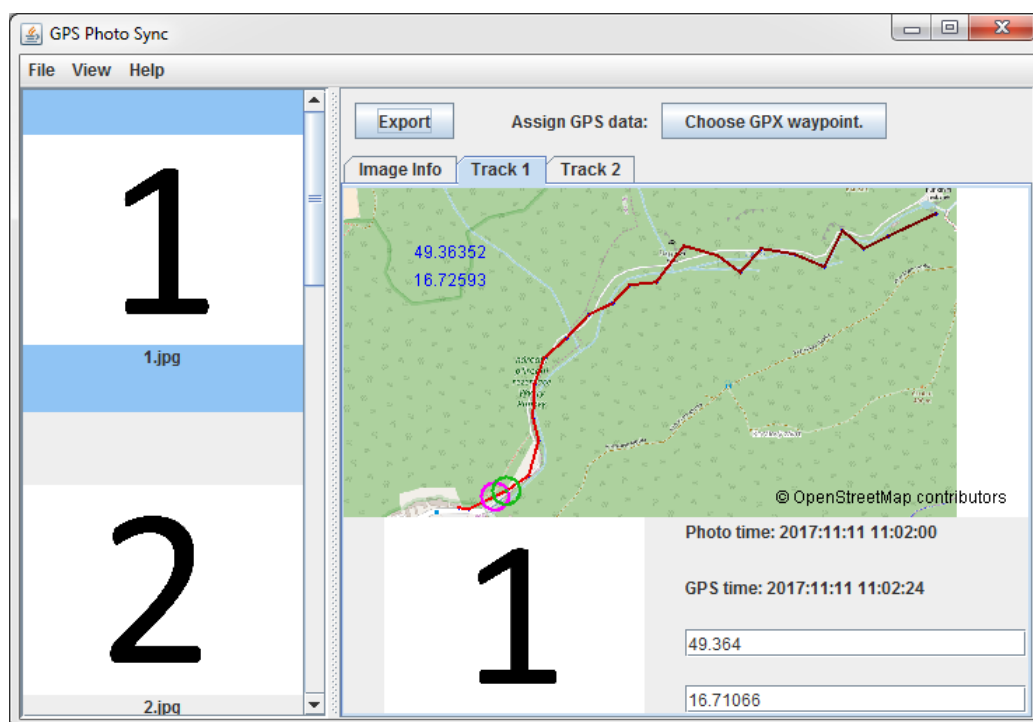 GPS Photo Sync
File View Help
Export Assign GPS data: Choose GPX waypoint.
Image Info Track 1 Track 2
1
1.jpg
2
2.jpg
49.36352
16.72593
© OpenStreetMap contributors
1
Photo time: 2017:11:11 11:02:00
GPS time: 2017:11:11 11:02:24
49.364
16.71066